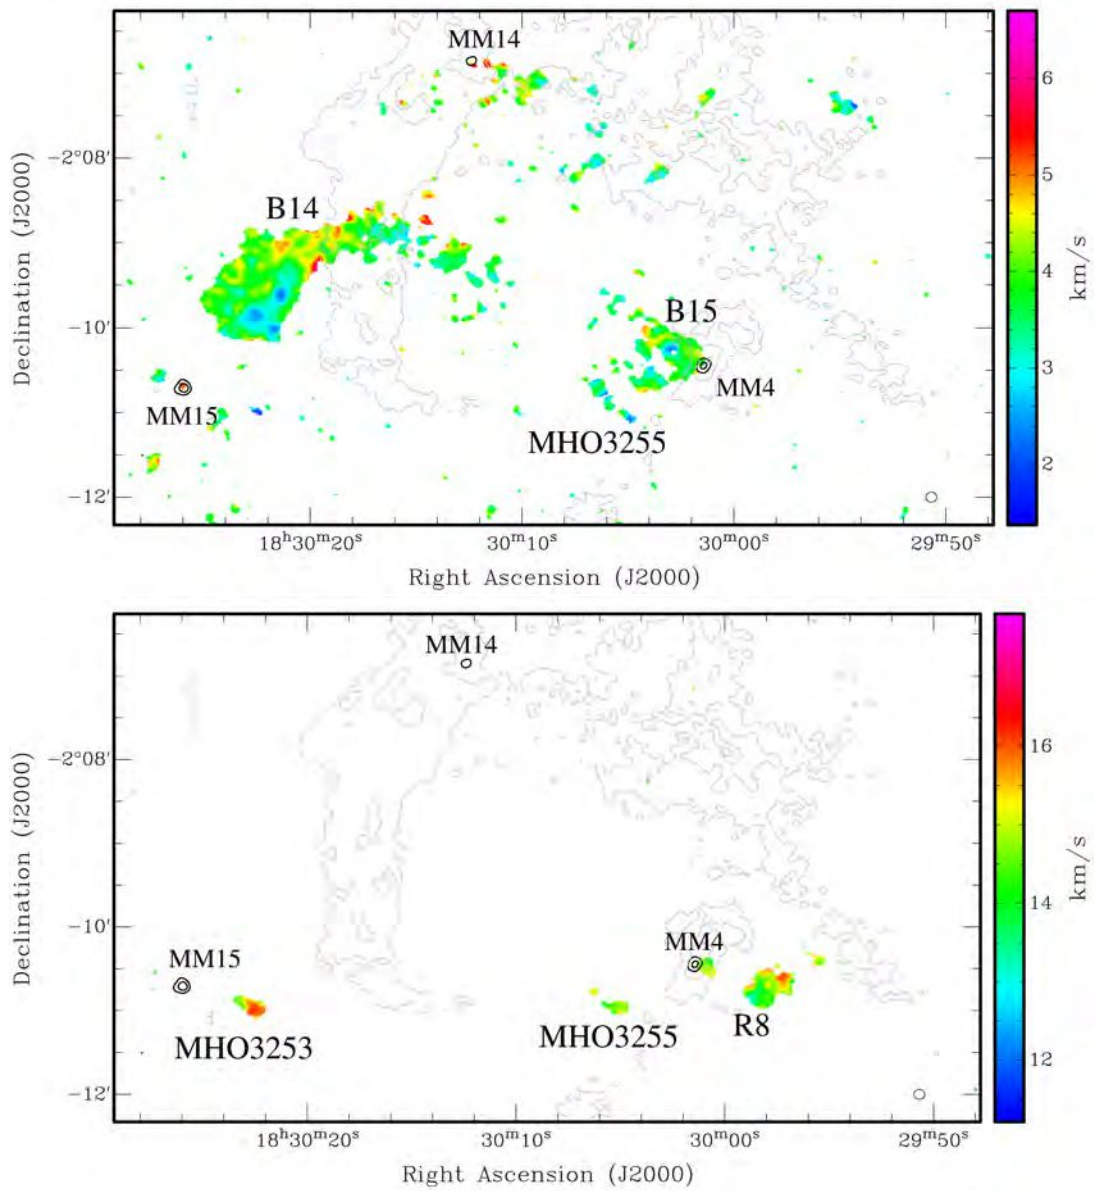 MM14
6
-2°08′
B14
5
Declination (J2000)
4
km/s
-10′
B15
3
MM15
MM4
MHO3255
2
-12′
18ʰ30ᵐ20ˢ 30ᵐ10ˢ 30ᵐ00ˢ 29ᵐ50ˢ
Right Ascension (J2000)
MM14
-2°08′
16
Declination (J2000)
km/s
14
-10′
MM15
MM4
MHO3253
MHO3255
R8
12
-12′
18ʰ30ᵐ20ˢ 30ᵐ10ˢ 30ᵐ00ˢ 29ᵐ50ˢ
Right Ascension (J2000)